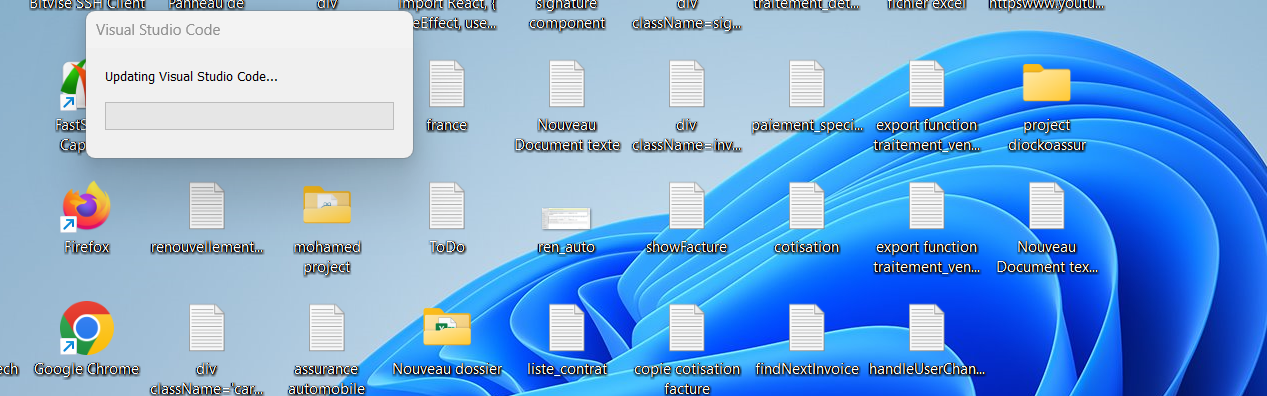 Bitvise SSH Client
Panneau de
div
import React, {
eEffect, use...
signature
component
div
className=sig...
traitement_det...
fichier excel
httpswww.youtu...
Visual Studio Code
Updating Visual Studio Code...
FastS
Cap
france
Nouveau
Document texte
div
className= inv...
paiement_speci...
export function
traitement_ven...
project
diockoassur
Firefox
renouvellement...
mohamed
project
ToDo
ren_auto
showFacture
cotisation
export function
traitement_ven...
Nouveau
Document tex...
ech
Google Chrome
div
className="car...
assurance
automobile
Nouveau dossier
liste_contrat
copie cotisation
facture
findNextInvoice
handleUserChan...